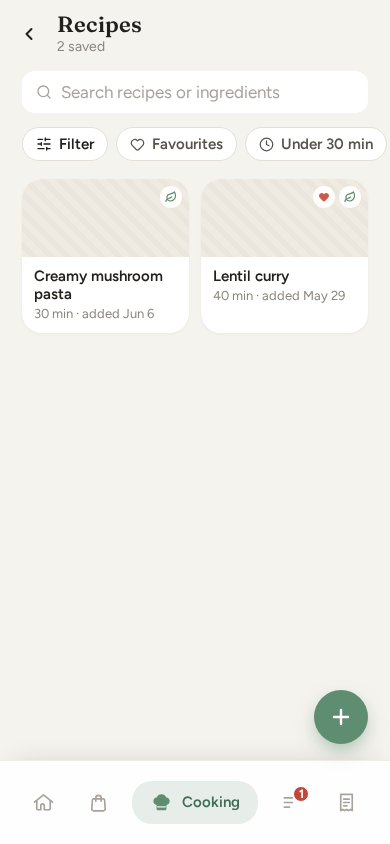 Recipes
2 saved
Search recipes or ingredients
Filter
Favourites
Under 30 min
Creamy mushroom
pasta
30 min · added Jun 6
Lentil curry
40 min · added May 29
Cooking
1